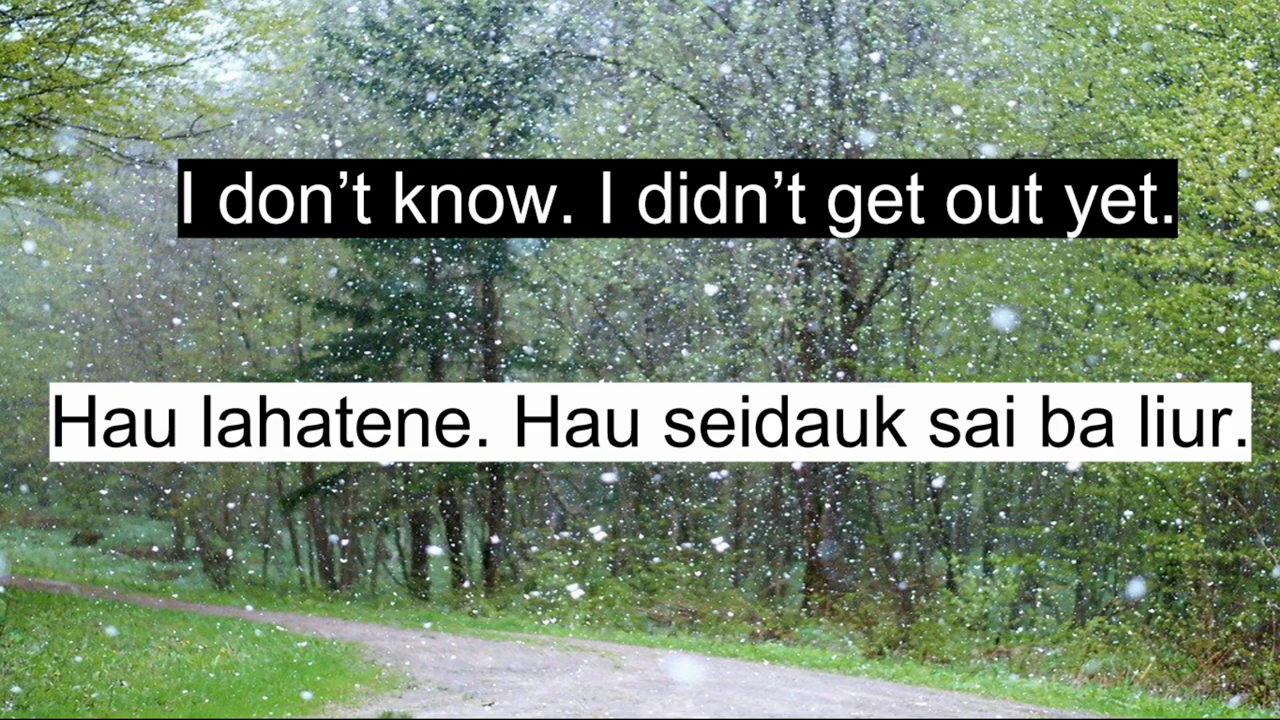 I don’t know. I didn’t get out yet.
Hau lahatene. Hau seidauk sai ba liur.